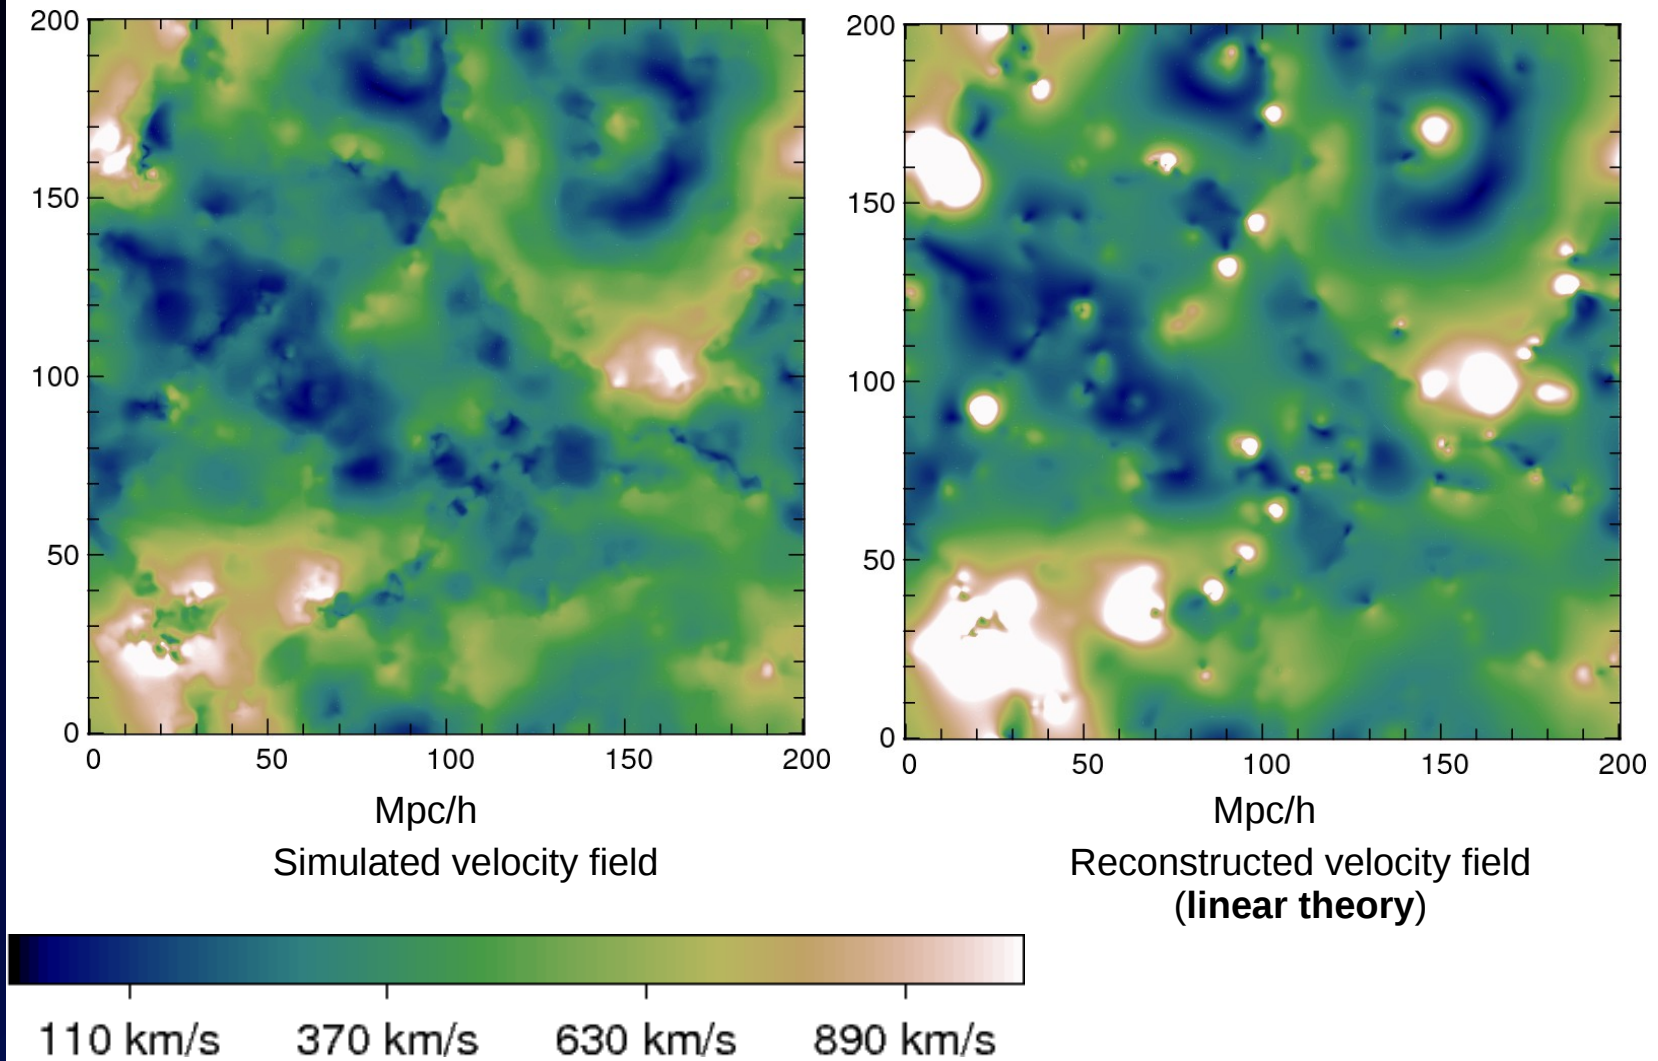 200
150
100
50
0
0 50 100 150 200
Mpc/h
Simulated velocity field
200
150
100
50
0
0 50 100 150 200
Mpc/h
Reconstructed velocity field
(linear theory)
110 km/s 370 km/s 630 km/s 890 km/s